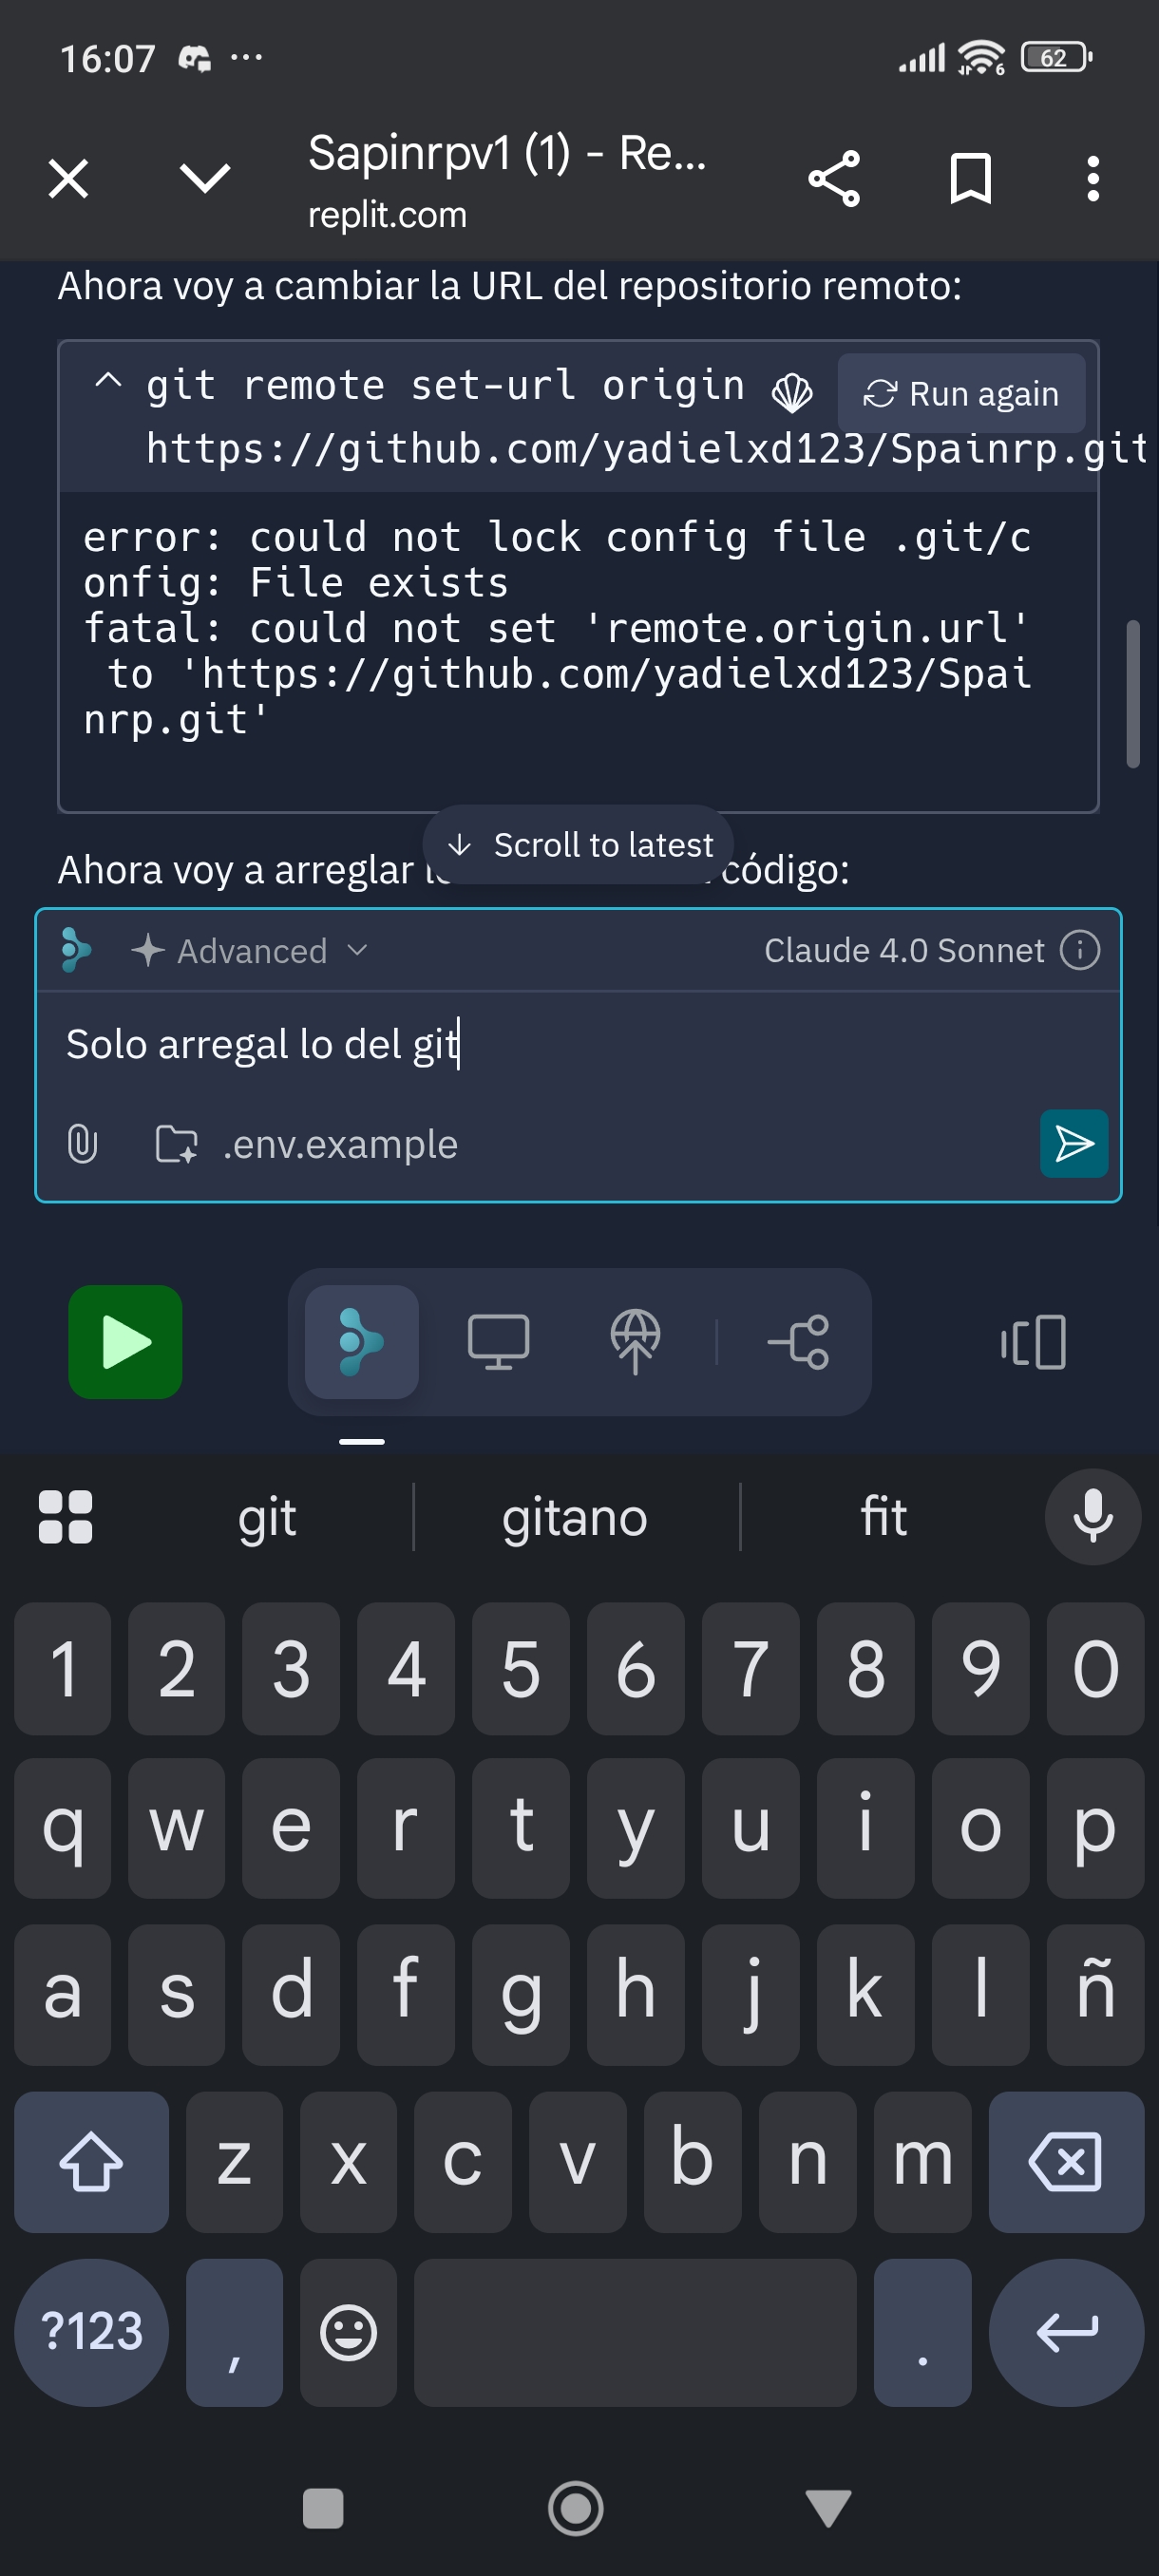 16:07
62
6
Sapinrpv1 (1) - Re...
replit.com
Ahora voy a cambiar la URL del repositorio remoto:
git remote set-url origin
Run again
https://github.com/yadielxd123/Spainrp.git
error: could not lock config file .git/c
onfig: File exists
fatal: could not set 'remote.origin.url'
to 'https://github.com/yadielxd123/Spai
nrp.git'
Scroll to latest
Ahora voy a arreglar código:
Advanced
Claude 4.0 Sonnet
Solo arregal lo del git
.env.example
git gitano fit
1 2 3 4 5 6 7 8 9 0
q w e r t y u i o p
a s d f g h j k l ñ
z x c v b n m
?123 , .